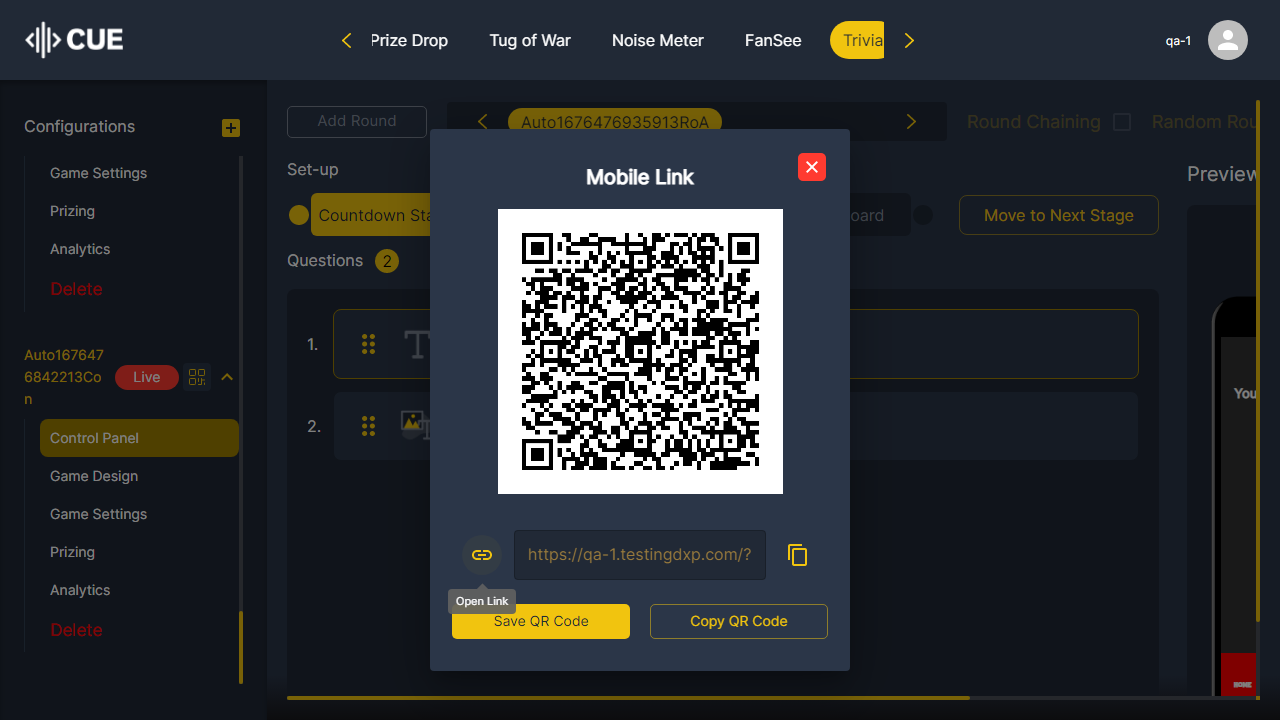 CUE
Prize Drop
Tug of War
Noise Meter
FanSee
Trivia
qa-1
Configurations
Game Settings
Prizing
Analytics
Delete
Auto167647
6842213Co
n
Live
Control Panel
Game Design
Game Settings
Prizing
Analytics
Delete
Add Round
Auto1676476935913RoA
Round Chaining
Random Rou
Set-up
Preview
Countdown Sta
oard
Move to Next Stage
Questions 2
1.
2.
You
Mobile Link
https://qa-1.testingdxp.com/?
Open Link
Save QR Code
Copy QR Code